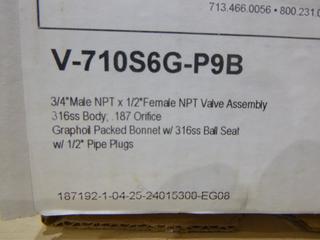 713.466.0056 • 800.231.0
V-710S6G-P9B
3/4"Male NPT x 1/2"Female NPT Valve Assembly
316ss Body; .187 Orifice
Graphoil Packed Bonnet w/ 316ss Ball Seat
w/ 1/2" Pipe Plugs
187192-1-04-25-24015300-EG08